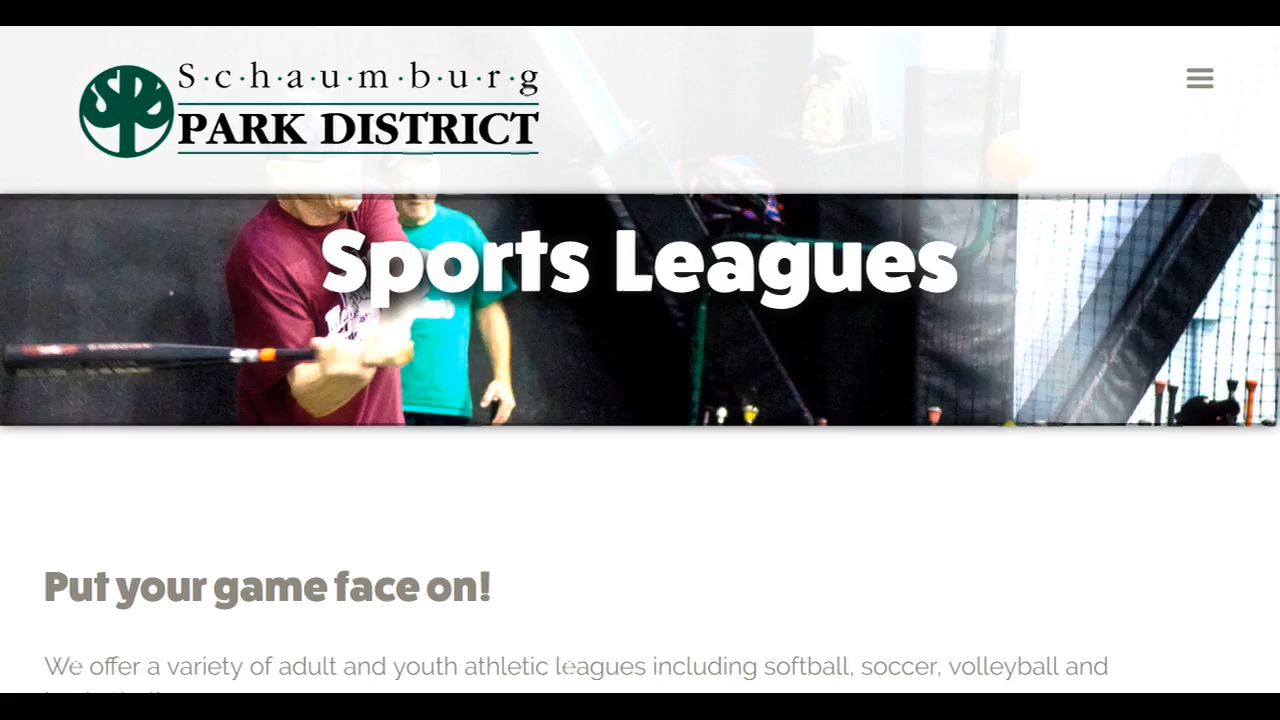 S·c·h·a·u·m·b·u·r·g
PARK DISTRICT
Sports Leagues
Put your game face on!
We offer a variety of adult and youth athletic leagues including softball, soccer, volleyball and